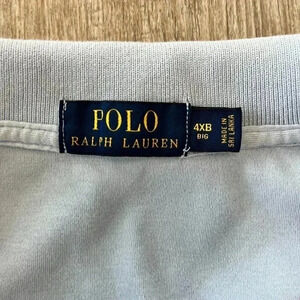 POLO
RALPH LAUREN
4XB
BIG
MADE IN
SRI LANKA